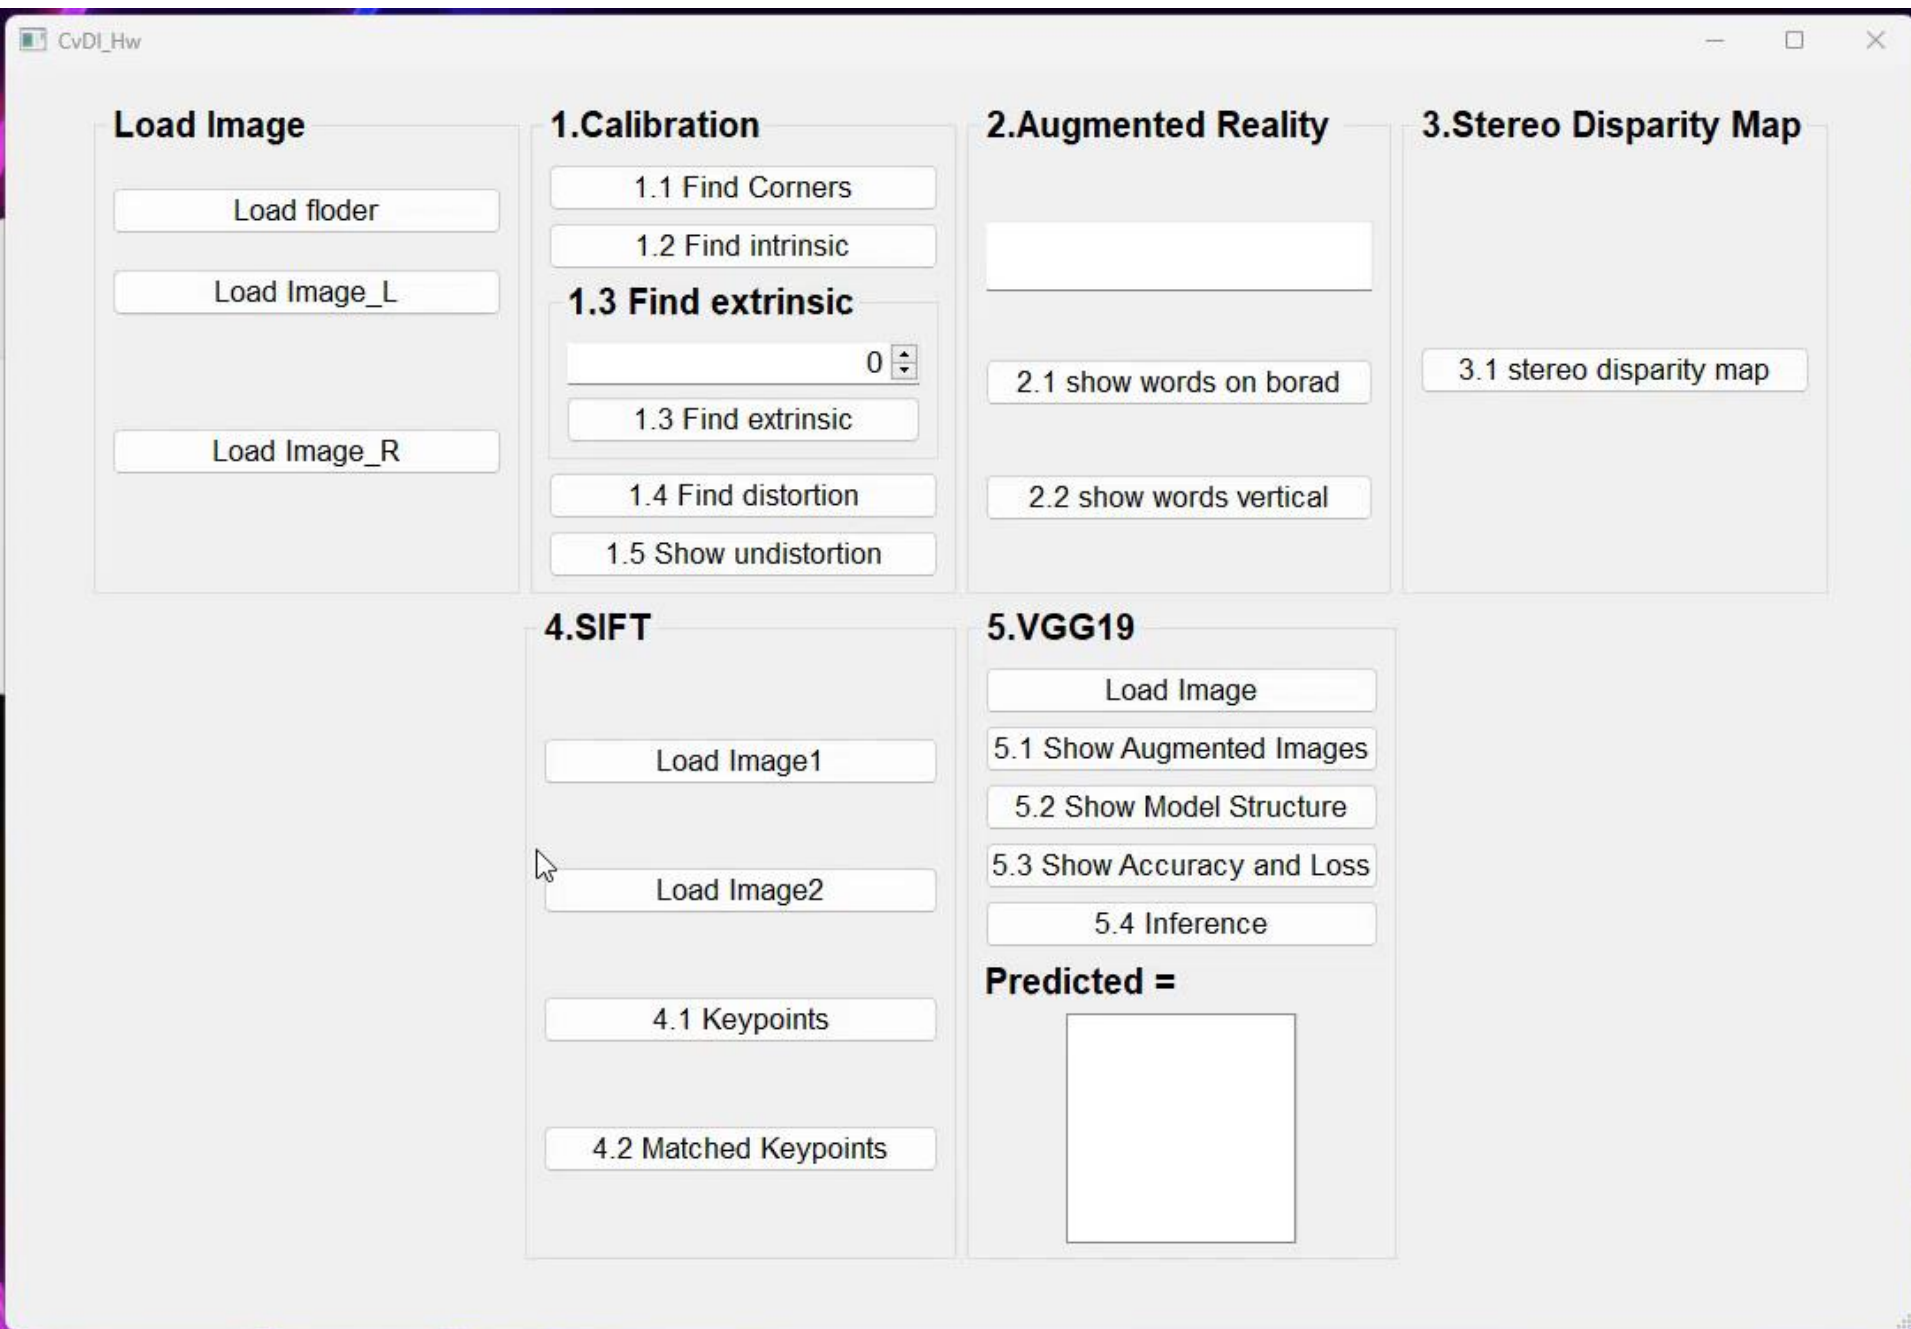 CvDl_Hw
Load Image
Load floder
Load Image_L
Load Image_R
1.Calibration
1.1 Find Corners
1.2 Find intrinsic
1.3 Find extrinsic
0
1.3 Find extrinsic
1.4 Find distortion
1.5 Show undistortion
2.Augmented Reality
2.1 show words on borad
2.2 show words vertical
3.Stereo Disparity Map
3.1 stereo disparity map
4.SIFT
Load Image1
Load Image2
4.1 Keypoints
4.2 Matched Keypoints
5.VGG19
Load Image
5.1 Show Augmented Images
5.2 Show Model Structure
5.3 Show Accuracy and Loss
5.4 Inference
Predicted =